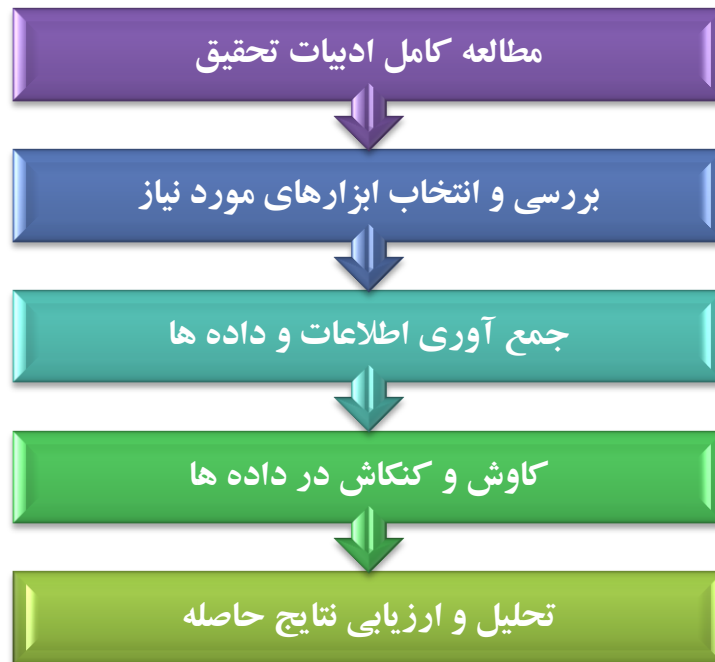 مطالعه کامل ادبیات تحقیق
بررسی و انتخاب ابزارهای مورد نیاز
جمع آوری اطلاعات و داده ها
کاوش و کنکاش در داده ها
تحلیل و ارزیابی نتایج حاصله